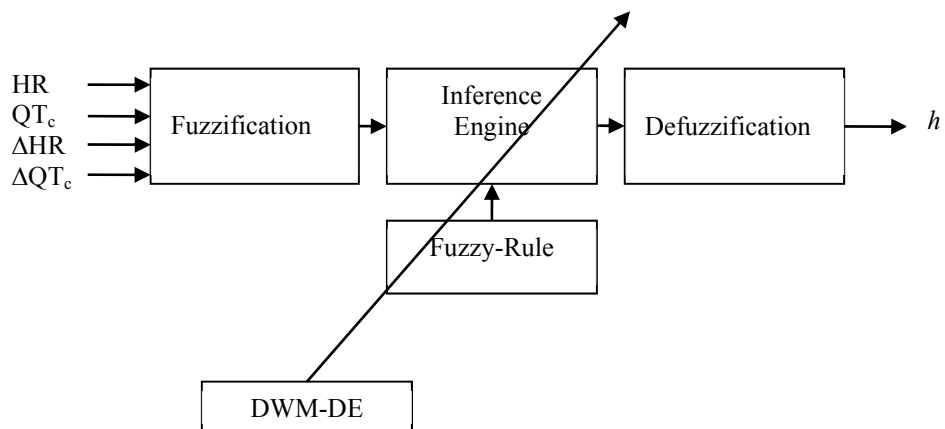 HR
QTc
ΔHR
ΔQTc
Fuzzification
Inference
Engine
Defuzzification
h
Fuzzy-Rule
DWM-DE